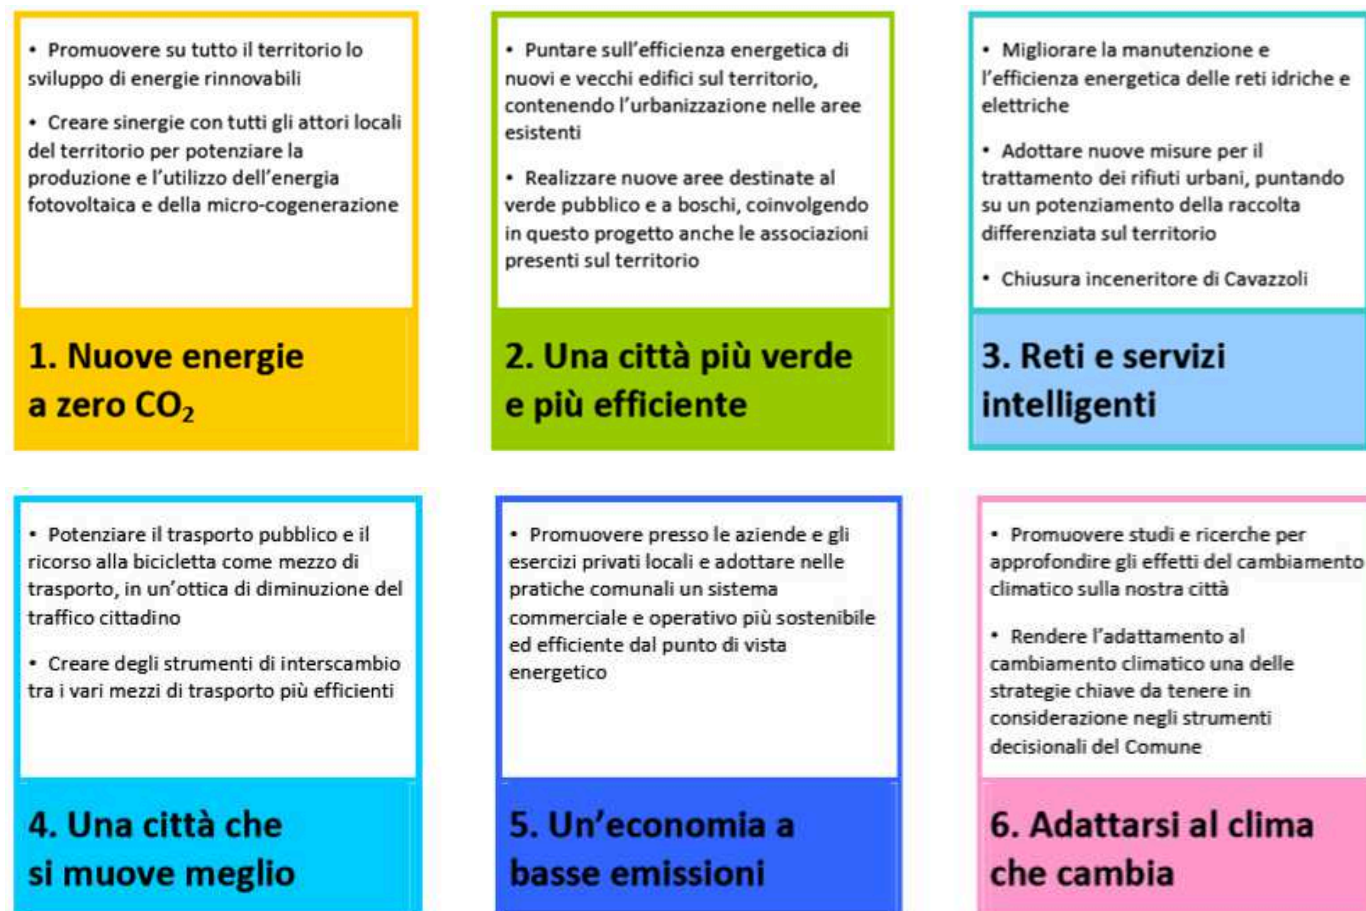 • Promuovere su tutto il territorio lo
sviluppo di energie rinnovabili
• Creare sinergie con tutti gli attori locali
del territorio per potenziare la
produzione e l'utilizzo dell'energia
fotovoltaica e della micro-cogenerazione
1. Nuove energie
a zero CO₂
• Puntare sull'efficienza energetica di
nuovi e vecchi edifici sul territorio,
contenendo l'urbanizzazione nelle aree
esistenti
• Realizzare nuove aree destinate al
verde pubblico e a boschi, coinvolgendo
in questo progetto anche le associazioni
presenti sul territorio
2. Una città più verde
e più efficiente
• Migliorare la manutenzione e
l'efficienza energetica delle reti idriche e
elettriche
• Adottare nuove misure per il
trattamento dei rifiuti urbani, puntando
su un potenziamento della raccolta
differenziata sul territorio
• Chiusura inceneritore di Cavazzoli
3. Reti e servizi
intelligenti
• Potenziare il trasporto pubblico e il
ricorso alla bicicletta come mezzo di
trasporto, in un'ottica di diminuzione del
traffico cittadino
• Creare degli strumenti di interscambio
tra i vari mezzi di trasporto più efficienti
4. Una città che
si muove meglio
• Promuovere presso le aziende e gli
esercizi privati locali e adottare nelle
pratiche comunali un sistema
commerciale e operativo più sostenibile
ed efficiente dal punto di vista
energetico
5. Un'economia a
basse emissioni
• Promuovere studi e ricerche per
approfondire gli effetti del cambiamento
climatico sulla nostra città
• Rendere l'adattamento al
cambiamento climatico una delle
strategie chiave da tenere in
considerazione negli strumenti
decisionali del Comune
6. Adattarsi al clima
che cambia